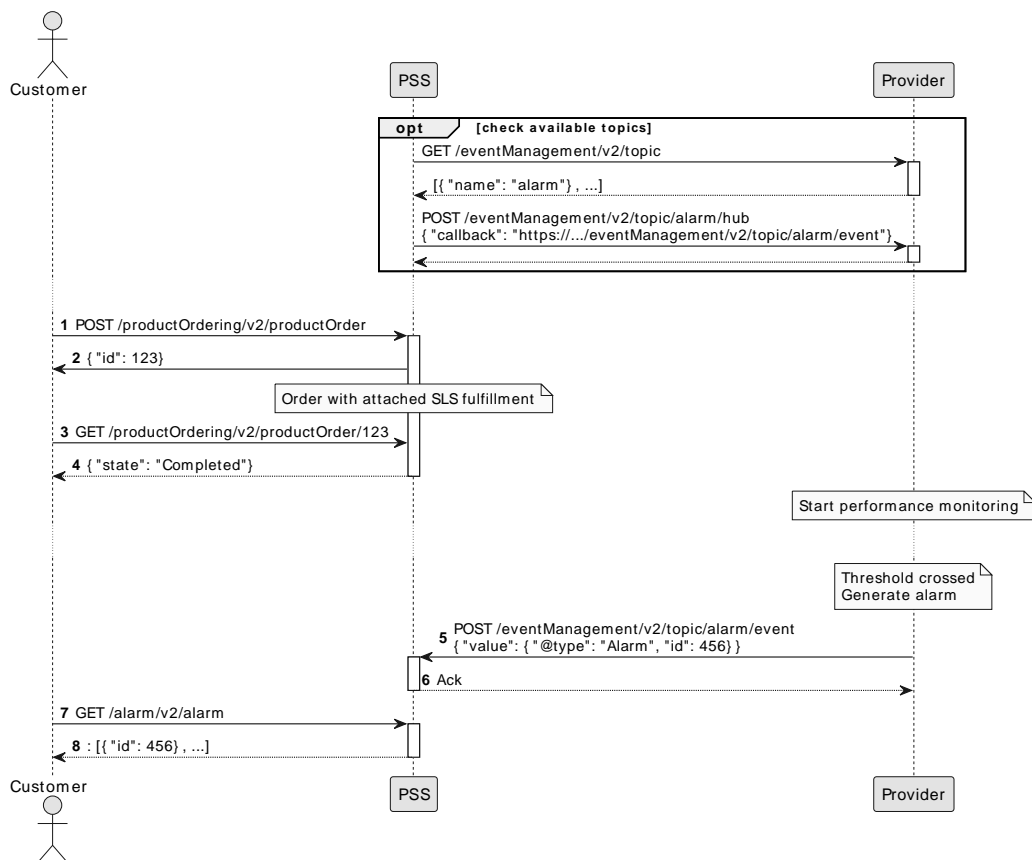 Customer
PSS
Provider
opt
[check available topics]
GET /eventManagement/v2/topic
[{ "name": "alarm"} , ...]
POST /eventManagement/v2/topic/alarm/hub
{ "callback": "https://.../eventManagement/v2/topic/alarm/event"}
1 POST /productOrdering/v2/productOrder
2 { "id": 123}
Order with attached SLS fulfillment
3 GET /productOrdering/v2/productOrder/123
4 { "state": "Completed"}
Start performance monitoring
Threshold crossed
Generate alarm
5 POST /eventManagement/v2/topic/alarm/event
{ "value": { "@type": "Alarm", "id": 456} }
6 Ack
7 GET /alarm/v2/alarm
8 : [{ "id": 456} , ...]
Customer
PSS
Provider